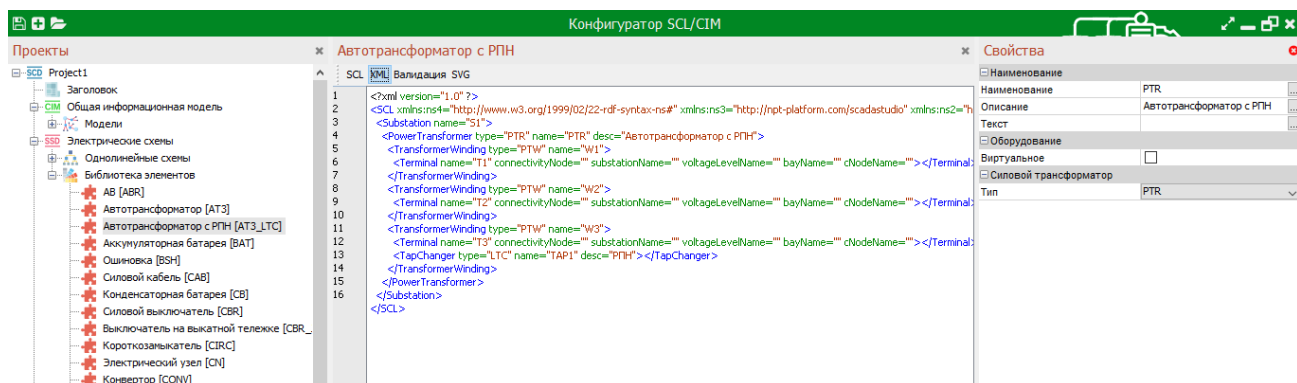 Конфигуратор SCL/CIM
Проекты
SCD Project1
Заголовок
CIM Общая информационная модель
Модели
SSD Электрические схемы
Однолинейные схемы
Библиотека элементов
АВ [ABR]
Автотрансформатор [AT3]
Автотрансформатор с РПН [AT3_LTC]
Аккумуляторная батарея [BAT]
Ошиновка [BSH]
Силовой кабель [CAB]
Конденсаторная батарея [CB]
Силовой выключатель [CBR]
Выключатель на выкатной тележке [CBR_
Короткозамыкатель [CIRC]
Электрический узел [CN]
Конвертор [CONV]
Автотрансформатор с РПН
SCL XML Валидация SVG
1 <?xml version="1.0" ?>
2 <SCL xmlns:ns4="http://www.w3.org/1999/02/22-rdf-syntax-ns#" xmlns:ns3="http://npt-platform.com/scadastudio" xmlns:ns2="h
3 <Substation name="S1">
4 <PowerTransformer type="PTR" name="PTR" desc="Автотрансформатор с РПН">
5 <TransformerWinding type="PTW" name="W1">
6 <Terminal name="T1" connectivityNode="" substationName="" voltageLevelName="" bayName="" cNodeName=""></Terminal>
7 </TransformerWinding>
8 <TransformerWinding type="PTW" name="W2">
9 <Terminal name="T2" connectivityNode="" substationName="" voltageLevelName="" bayName="" cNodeName=""></Terminal>
10 </TransformerWinding>
11 <TransformerWinding type="PTW" name="W3">
12 <Terminal name="T3" connectivityNode="" substationName="" voltageLevelName="" bayName="" cNodeName=""></Terminal>
13 <TapChanger type="LTC" name="TAP1" desc="РПН"></TapChanger>
14 </TransformerWinding>
15 </PowerTransformer>
16 </Substation>
</SCL>
Свойства
Наименование
Наименование PTR ...
Описание Автотрансформатор с РПН ...
Текст ...
Оборудование
Виртуальное
Силовой трансформатор
Тип PTR